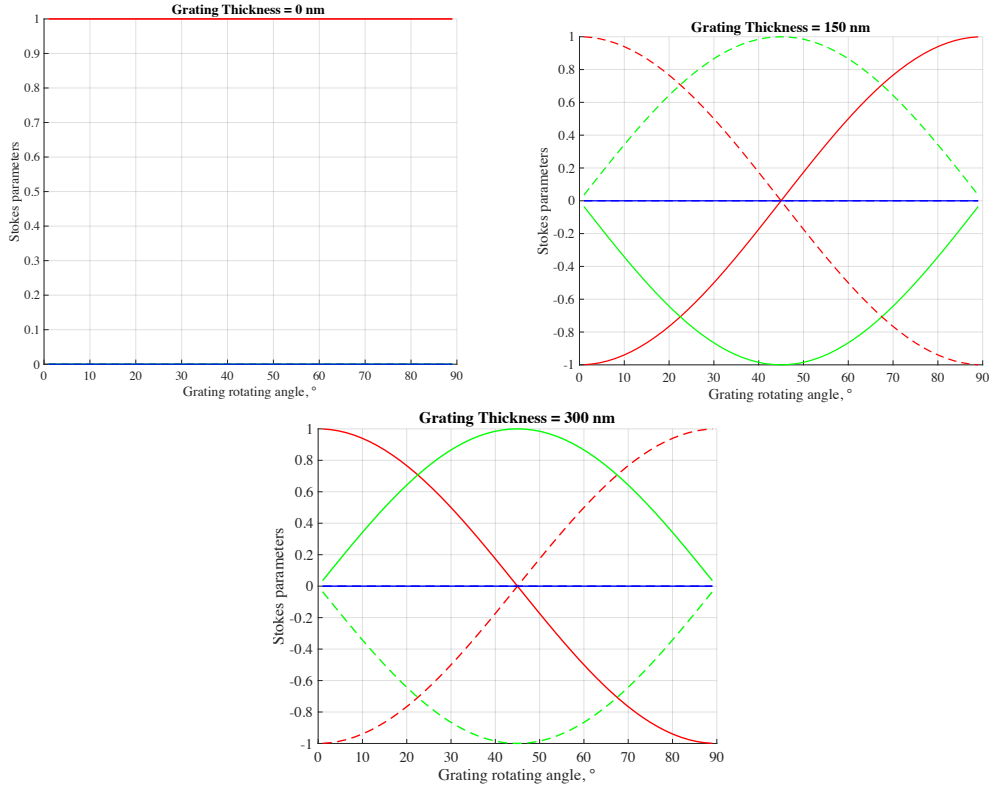 Grating Thickness = 0 nm
Stokes parameters
1
0.9
0.8
0.7
0.6
0.5
0.4
0.3
0.2
0.1
0
0 10 20 30 40 50 60 70 80 90
Grating rotating angle, °
Grating Thickness = 150 nm
Stokes parameters
1
0.8
0.6
0.4
0.2
0
-0.2
-0.4
-0.6
-0.8
-1
0 10 20 30 40 50 60 70 80 90
Grating rotating angle, °
Grating Thickness = 300 nm
Stokes parameters
1
0.8
0.6
0.4
0.2
0
-0.2
-0.4
-0.6
-0.8
-1
0 10 20 30 40 50 60 70 80 90
Grating rotating angle, °